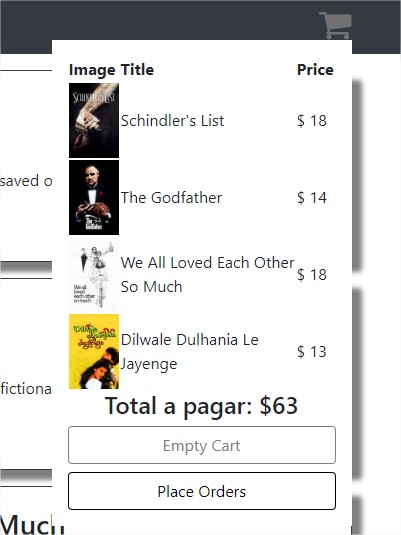 Image Title Price
SCHINDLER'S LIST
saved o
Schindler's List $ 18
The Godfather $ 14
We All Loved Each Other
So Much $ 18
We all
loved
each other
so much
fictiona
Dilwale Dulhania Le
Jayenge $ 13
Dilwale
Dulhania
Jayenge
Total a pagar: $63
Empty Cart
Place Orders
Much